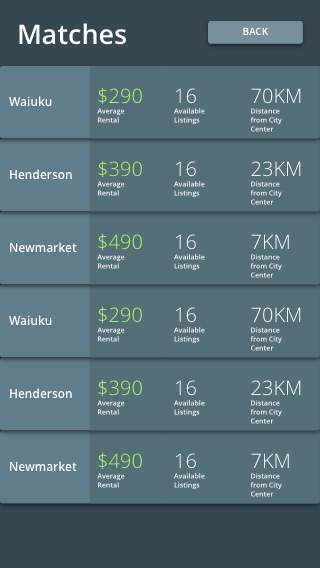 Matches
BACK
Waiuku
$290
Average
Rental
16
Available
Listings
70KM
Distance
from City
Center
Henderson
$390
Average
Rental
16
Available
Listings
23KM
Distance
from City
Center
Newmarket
$490
Average
Rental
16
Available
Listings
7KM
Distance
from City
Center
Waiuku
$290
Average
Rental
16
Available
Listings
70KM
Distance
from City
Center
Henderson
$390
Average
Rental
16
Available
Listings
23KM
Distance
from City
Center
Newmarket
$490
Average
Rental
16
Available
Listings
7KM
Distance
from City
Center